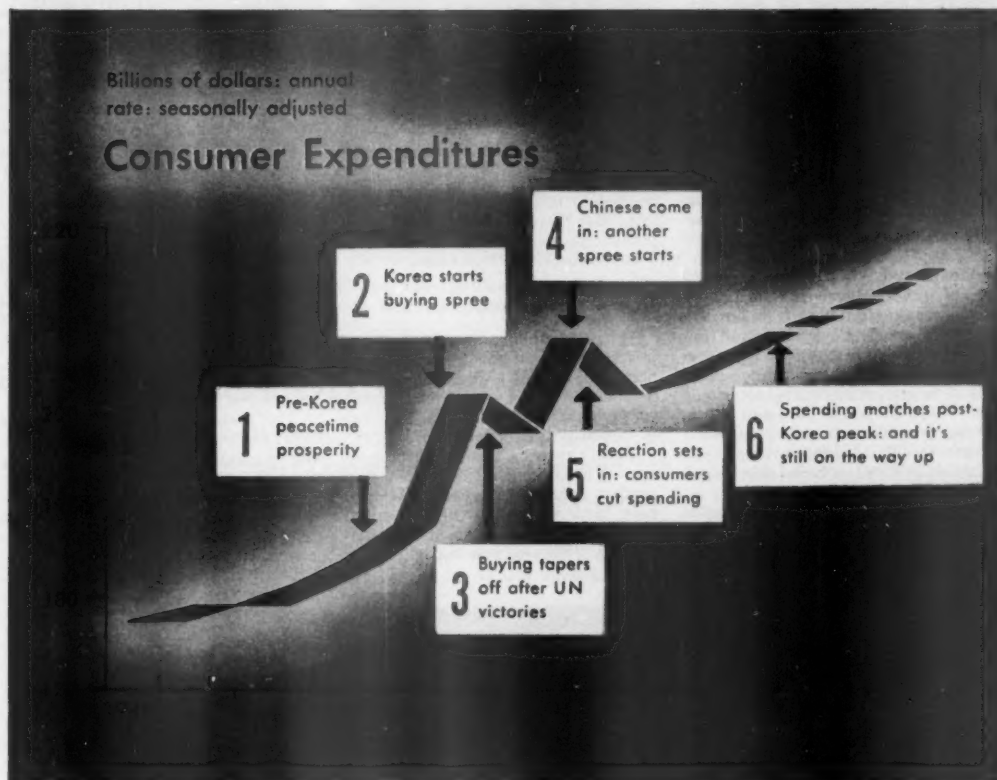 Billions of dollars: annual
rate: seasonally adjusted
Consumer Expenditures
220
180
1
Pre-Korea
peacetime
prosperity
2
Korea starts
buying spree
3
Buying tapers
off after UN
victories
4
Chinese come
in: another
spree starts
5
Reaction sets
in: consumers
cut spending
6
Spending matches post-
Korea peak: and it's
still on the way up